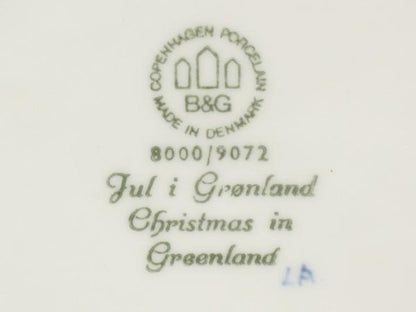 COPENHAGEN PORCELAIN
B&G
MADE IN DENMARK
8000/9072
Jul i Grønland
Christmas in
Greenland
LA